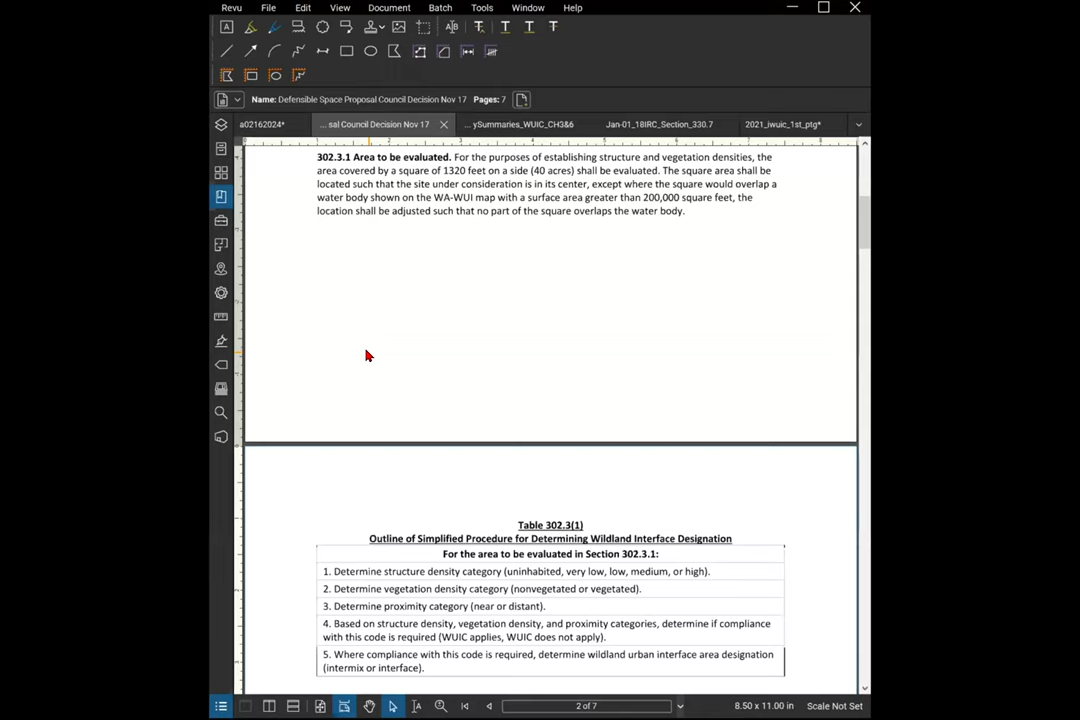 Revu File Edit View Document Batch Tools Window Help
Name: Defensible Space Proposal Council Decision Nov 17 Pages: 7
a02162024* ... sal Council Decision Nov 17 ... ySummaries_WUIC_CH3&6 Jan-01_18IRC_Section_330.7 2021_iwuic_1st_ptg*
302.3.1 Area to be evaluated. For the purposes of establishing structure and vegetation densities, the
area covered by a square of 1320 feet on a side (40 acres) shall be evaluated. The square area shall be
located such that the site under consideration is in its center, except where the square would overlap a
water body shown on the WA-WUI map with a surface area greater than 200,000 square feet, the
location shall be adjusted such that no part of the square overlaps the water body.
Table 302.3(1)
Outline of Simplified Procedure for Determining Wildland Interface Designation
For the area to be evaluated in Section 302.3.1:
1. Determine structure density category (uninhabited, very low, low, medium, or high).
2. Determine vegetation density category (nonvegetated or vegetated).
3. Determine proximity category (near or distant).
4. Based on structure density, vegetation density, and proximity categories, determine if compliance
with this code is required (WUIC applies, WUIC does not apply).
5. Where compliance with this code is required, determine wildland urban interface area designation
(intermix or interface).
2 of 7 8.50 x 11.00 in Scale Not Set